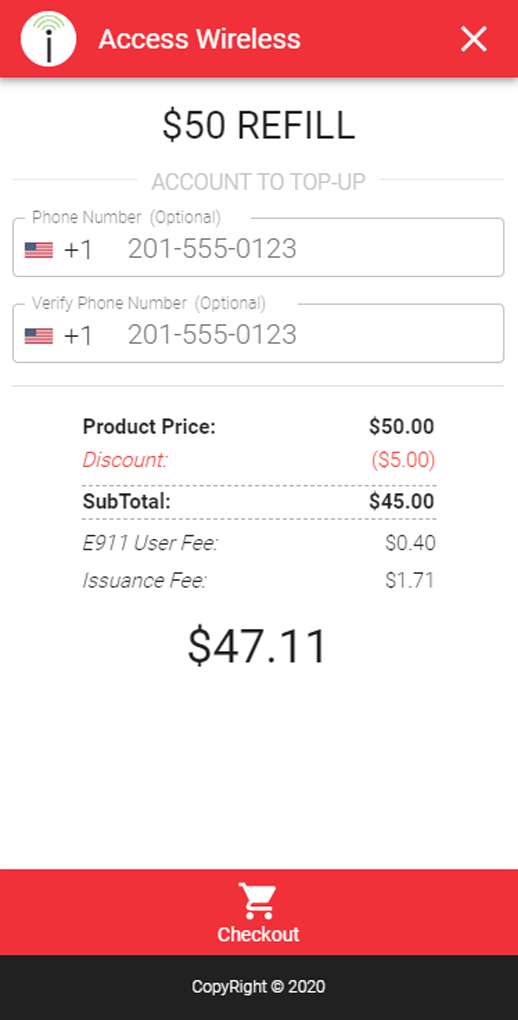 Access Wireless
$50 REFILL
ACCOUNT TO TOP-UP
Phone Number (Optional)
+1 201-555-0123
Verify Phone Number (Optional)
+1 201-555-0123
Product Price: $50.00
Discount: ($5.00)
SubTotal: $45.00
E911 User Fee: $0.40
Issuance Fee: $1.71
$47.11
Checkout
CopyRight © 2020